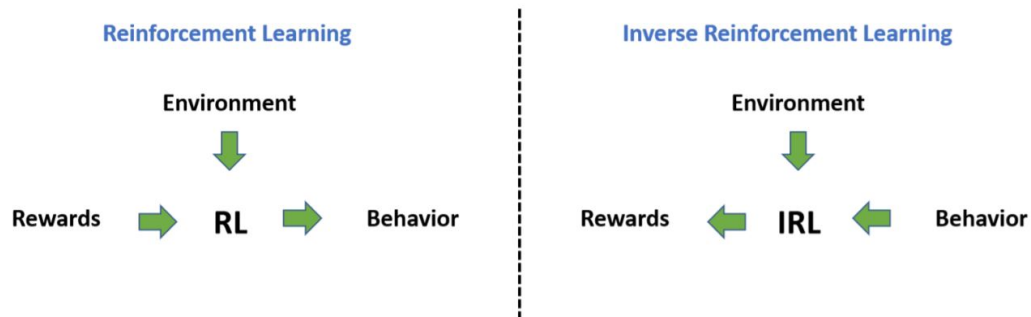 Reinforcement Learning
Environment
Rewards RL Behavior
Inverse Reinforcement Learning
Environment
Rewards IRL Behavior